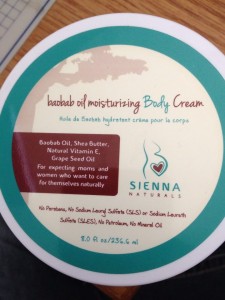 baobab oil moisturizing Body Cream
Huile de Baobab hydratant crème pour le corps
Baobab Oil, Shea Butter,
Natural Vitamin E,
Grape Seed Oil
For expecting moms and
women who want to care
for themselves naturally
SIENNA
NATURALS
No Parabens, No Sodium Lauryl Sulfate (SLS) or Sodium Laureth
Sulfate (SLES), No Petroleum, No Mineral Oil
8.0 fl oz/236.6 ml